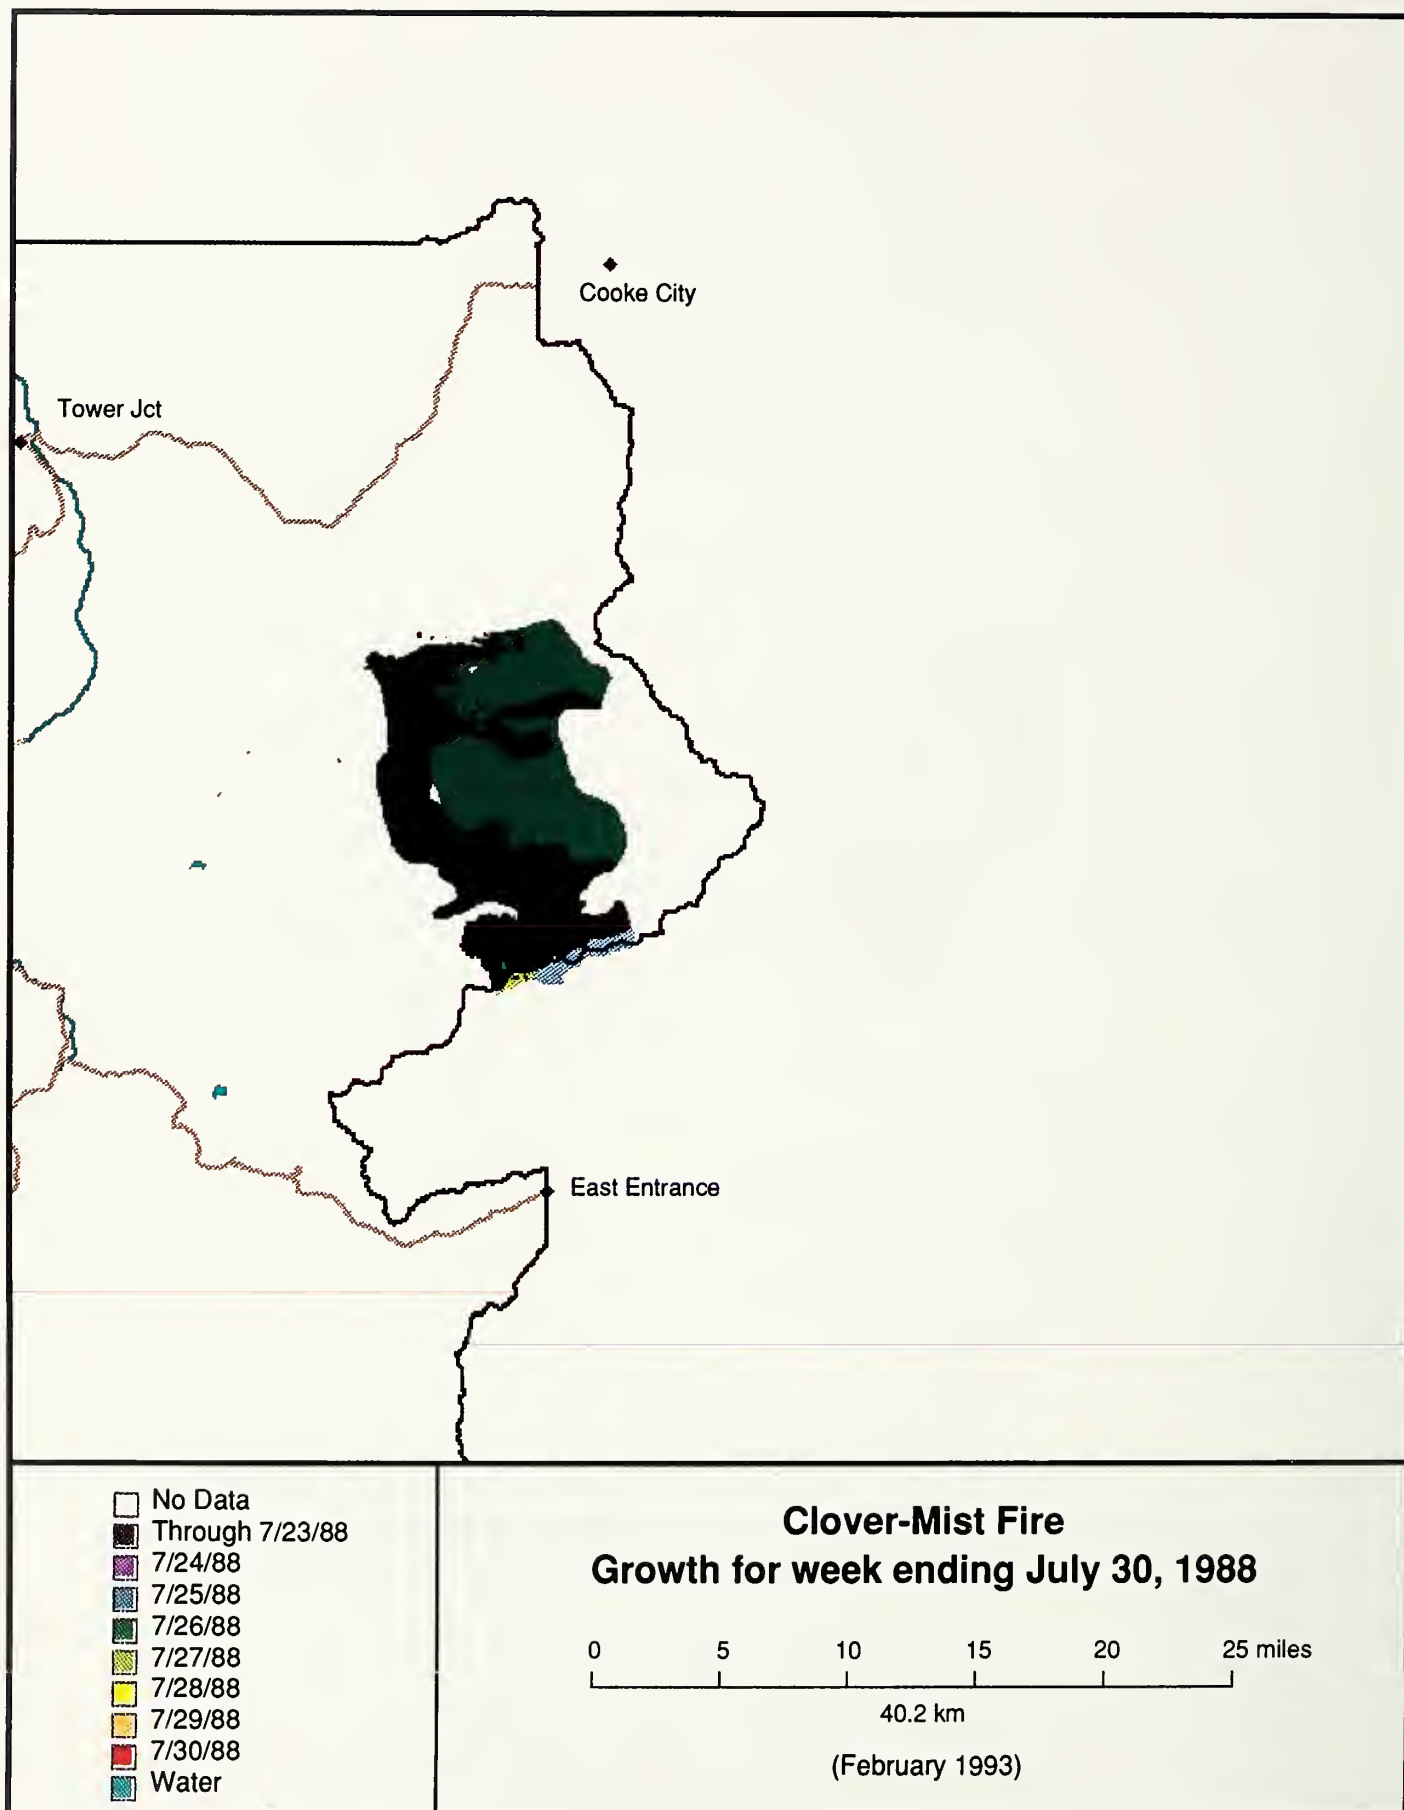 Cooke City
Tower Jct
East Entrance
No Data
Through 7/23/88
7/24/88
7/25/88
7/26/88
7/27/88
7/28/88
7/29/88
7/30/88
Water
Clover-Mist Fire
Growth for week ending July 30, 1988
0 5 10 15 20 25 miles
40.2 km
(February 1993)